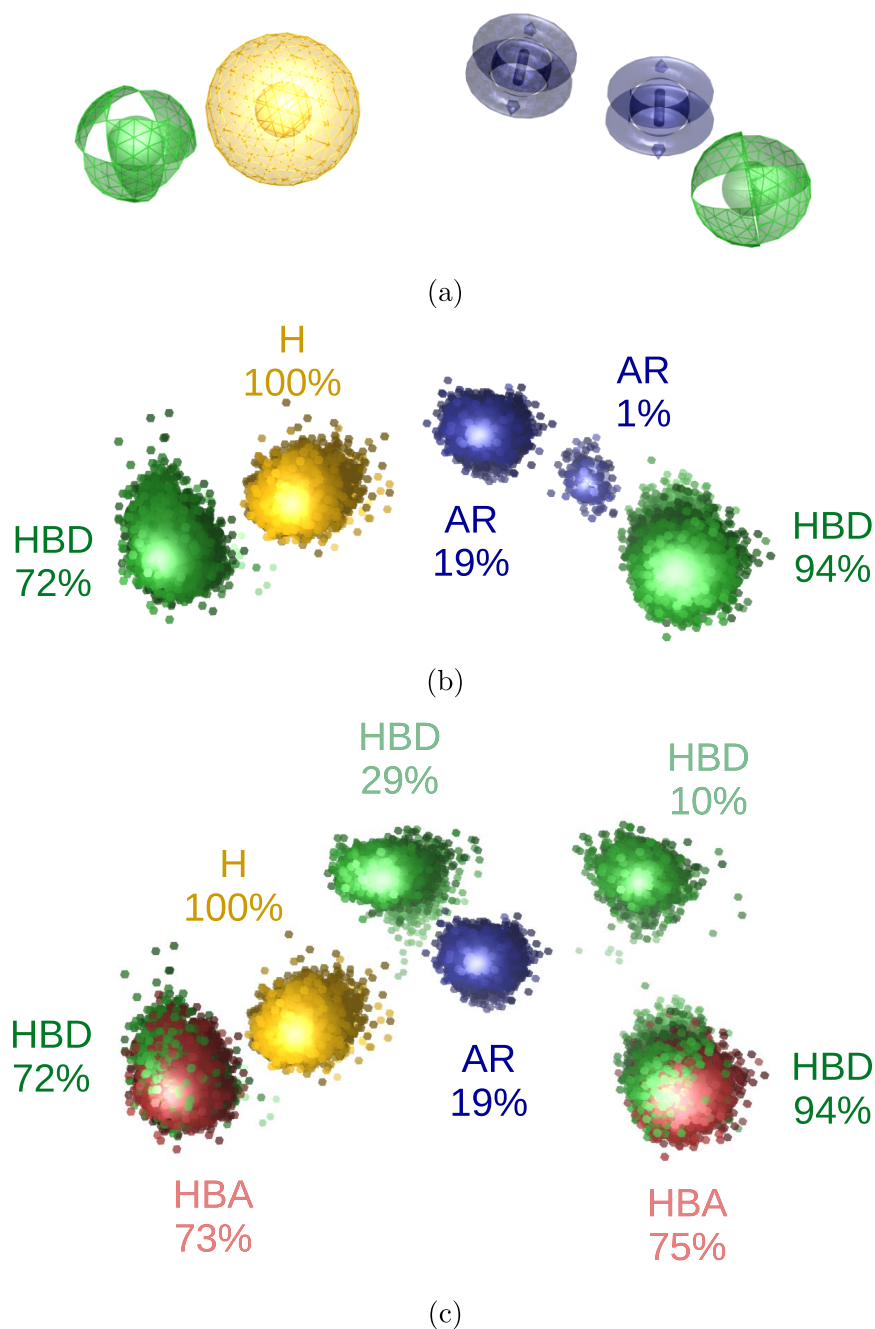 (a)
H
100%
AR
1%
AR
19%
HBD
72%
HBD
94%
(b)
HBD
29%
HBD
10%
H
100%
HBD
72%
AR
19%
HBD
94%
HBA
73%
HBA
75%
(c)